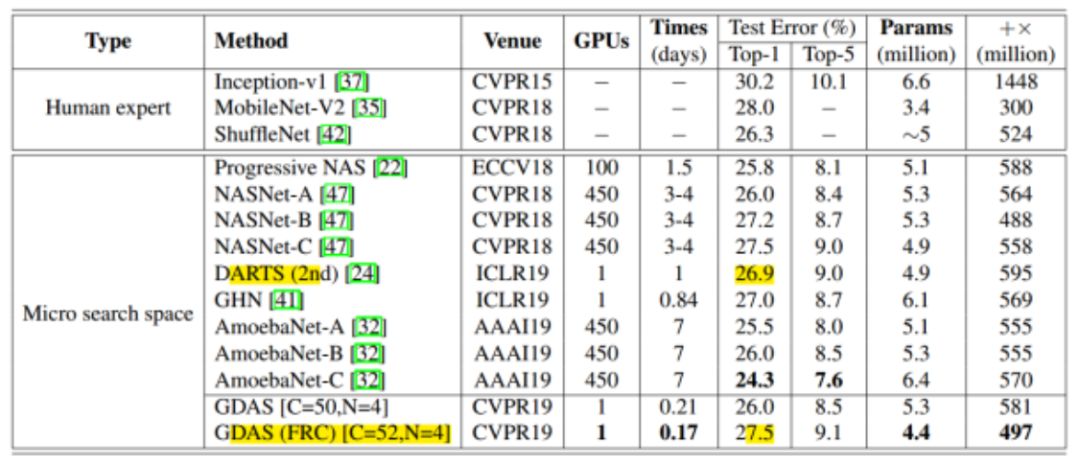 Type Method Venue GPUs Times (days) Test Error (%) Top-1 Top-5 Params (million) +× (million)
Human expert
Inception-v1 [37] CVPR15 – – 30.2 10.1 6.6 1448
MobileNet-V2 [35] CVPR18 – – 28.0 – 3.4 300
ShuffleNet [42] CVPR18 – – 26.3 – ~5 524
Micro search space
Progressive NAS [22] ECCV18 100 1.5 25.8 8.1 5.1 588
NASNet-A [47] CVPR18 450 3-4 26.0 8.4 5.3 564
NASNet-B [47] CVPR18 450 3-4 27.2 8.7 5.3 488
NASNet-C [47] CVPR18 450 3-4 27.5 9.0 4.9 558
DARTS (2nd) [24] ICLR19 1 1 26.9 9.0 4.9 595
GHN [41] ICLR19 1 0.84 27.0 8.7 6.1 569
AmoebaNet-A [32] AAAI19 450 7 25.5 8.0 5.1 555
AmoebaNet-B [32] AAAI19 450 7 26.0 8.5 5.3 555
AmoebaNet-C [32] AAAI19 450 7 24.3 7.6 6.4 570
GDAS [C=50,N=4] CVPR19 1 0.21 26.0 8.5 5.3 581
GDAS (FRC) [C=52,N=4] CVPR19 1 0.17 27.5 9.1 4.4 497